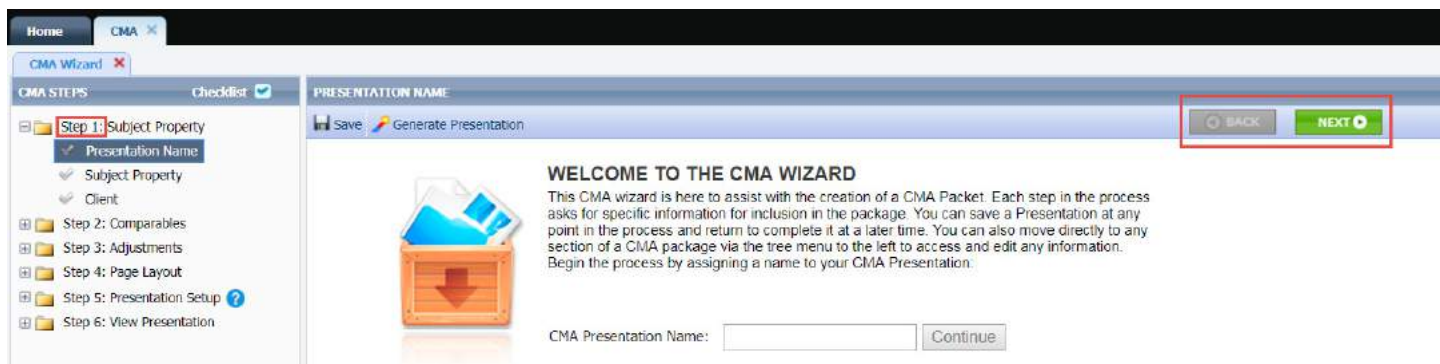 Home CMA
CMA Wizard
CMA STEPS Checklist PRESENTATION NAME
Step 1: Subject Property
Save Generate Presentation BACK NEXT
Presentation Name
Subject Property
Client
Step 2: Comparables
Step 3: Adjustments
Step 4: Page Layout
Step 5: Presentation Setup ?
Step 6: View Presentation
WELCOME TO THE CMA WIZARD
This CMA wizard is here to assist with the creation of a CMA Packet. Each step in the process
asks for specific information for inclusion in the package. You can save a Presentation at any
point in the process and return to complete it at a later time. You can also move directly to any
section of a CMA package via the tree menu to the left to access and edit any information.
Begin the process by assigning a name to your CMA Presentation:
CMA Presentation Name: Continue